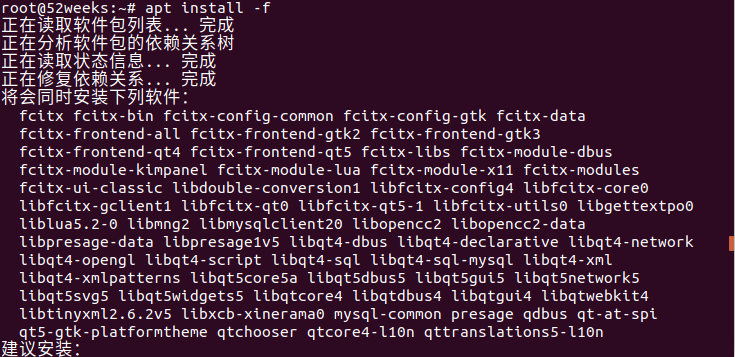 root@52weeks:~# apt install -f
正在读取软件包列表... 完成
正在分析软件包的依赖关系树
正在读取状态信息... 完成
正在修复依赖关系... 完成
将会同时安装下列软件：
fcitx fcitx-bin fcitx-config-common fcitx-config-gtk fcitx-data
fcitx-frontend-all fcitx-frontend-gtk2 fcitx-frontend-gtk3
fcitx-frontend-qt4 fcitx-frontend-qt5 fcitx-libs fcitx-module-dbus
fcitx-module-kimpanel fcitx-module-lua fcitx-module-x11 fcitx-modules
fcitx-ui-classic libdouble-conversion1 libfcitx-config4 libfcitx-core0
libfcitx-gclient1 libfcitx-qt0 libfcitx-qt5-1 libfcitx-utils0 libgettextpo0
liblua5.2-0 libmng2 libmysqlclient20 libopencc2 libopencc2-data
libpresage-data libpresage1v5 libqt4-dbus libqt4-declarative libqt4-network
libqt4-opengl libqt4-script libqt4-sql libqt4-sql-mysql libqt4-xml
libqt4-xmlpatterns libqt5core5a libqt5dbus5 libqt5gui5 libqt5network5
libqt5svg5 libqt5widgets5 libqtcore4 libqtdbus4 libqtgui4 libqtwebkit4
libtinyxml2.6.2v5 libxcb-xinerama0 mysql-common presage qdbus qt-at-spi
qt5-gtk-platformtheme qtchooser qtcore4-l10n qttranslations5-l10n
建议安装：